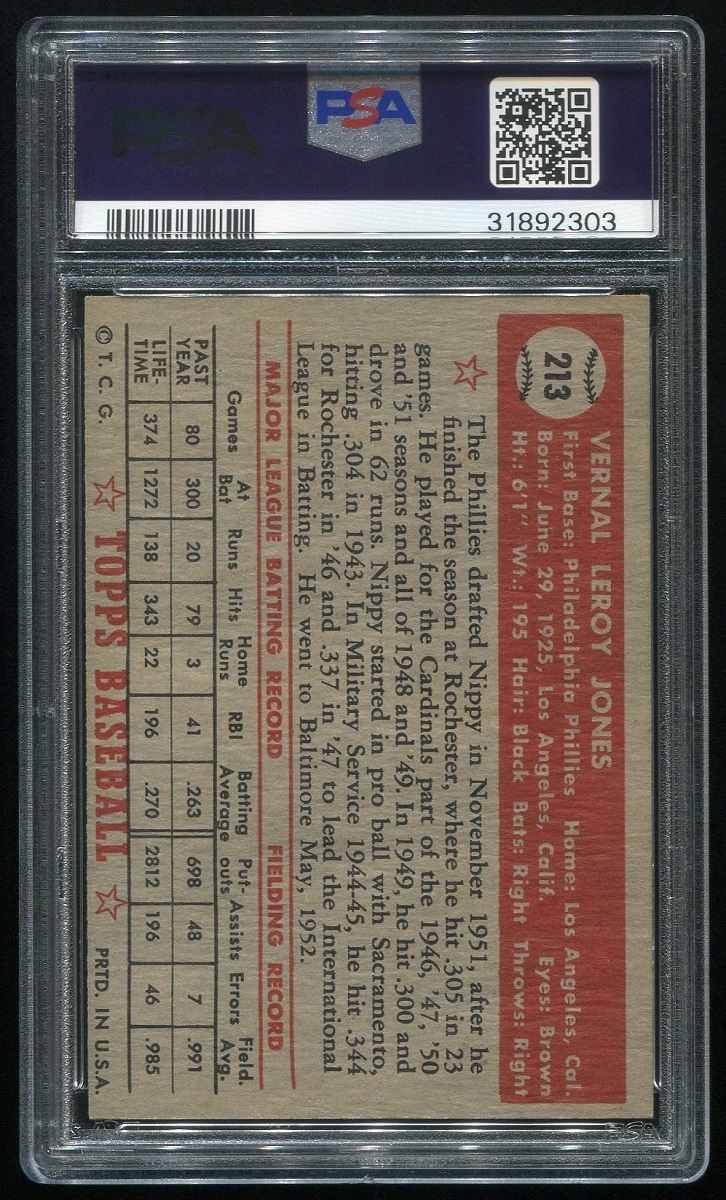 PSA
PSA
31892303
213
VERNAL LEROY JONES
First Base: Philadelphia Phillies Home: Los Angeles, Cal.
Born: June 29, 1925, Los Angeles, Calif. Eyes: Brown
Ht.: 6'1" Wt.: 195 Hair: Black Bats: Right Throws: Right
The Phillies drafted Nippy in November 1951, after he
finished the season at Rochester, where he hit .305 in 23
games. He played for the Cardinals part of the 1946, '47, '50
and '51 seasons and all of 1948 and '49. In 1949, he hit .300 and
drove in 62 runs. Nippy started in pro ball with Sacramento,
hitting .304 in 1943. In Military Service 1944-45, he hit .344
for Rochester in '46 and .337 in '47 to lead the International
League in Batting. He went to Baltimore May, 1952.
MAJOR LEAGUE BATTING RECORD FIELDING RECORD
Games At Bat Runs Hits Home Runs RBI Batting Average Put-outs Assists Errors Field. Avg.
PAST YEAR 80 300 20 79 3 41 .263 698 48 7 .991
LIFE-TIME 374 1272 138 343 22 196 .270 2812 196 46 .985
© T. C. G. TOPPS BASEBALL PRTD. IN U.S.A.
PSA